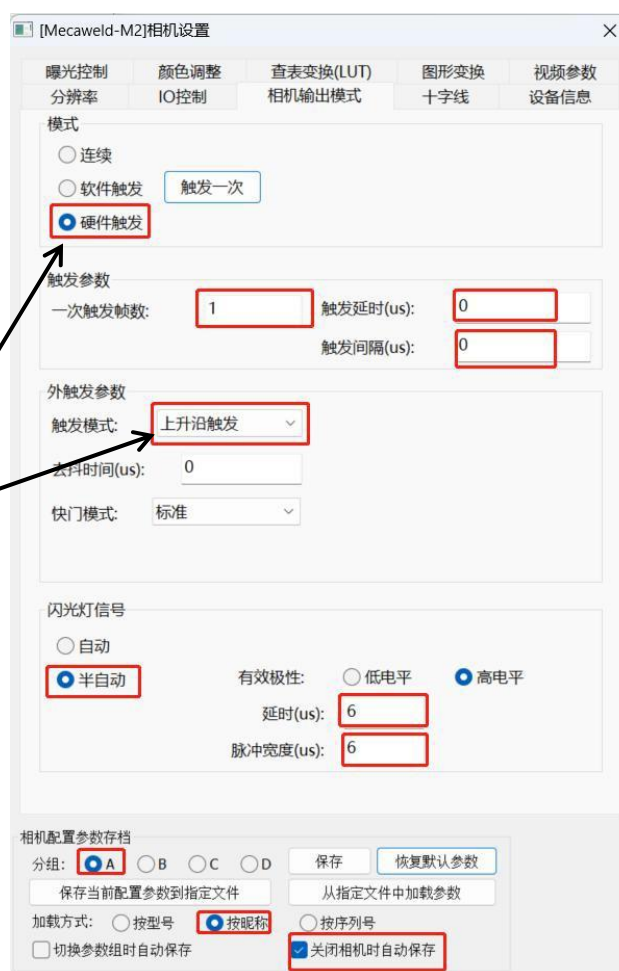 [Mecaweld-M2]相机设置
曝光控制 颜色调整 查表变换(LUT) 图形变换 视频参数
分辨率 IO控制 相机输出模式 十字线 设备信息
模式
连续
软件触发 触发一次
硬件触发
触发参数
一次触发帧数: 1 触发延时(us): 0
触发间隔(us): 0
外触发参数
触发模式: 上升沿触发
去抖时间(us): 0
快门模式: 标准
闪光灯信号
自动
半自动 有效极性: 低电平 高电平
延时(us): 6
脉冲宽度(us): 6
相机配置参数存档
分组: A B C D 保存 恢复默认参数
保存当前配置参数到指定文件 从指定文件中加载参数
加载方式: 按型号 按昵称 按序列号
切换参数组时自动保存 关闭相机时自动保存